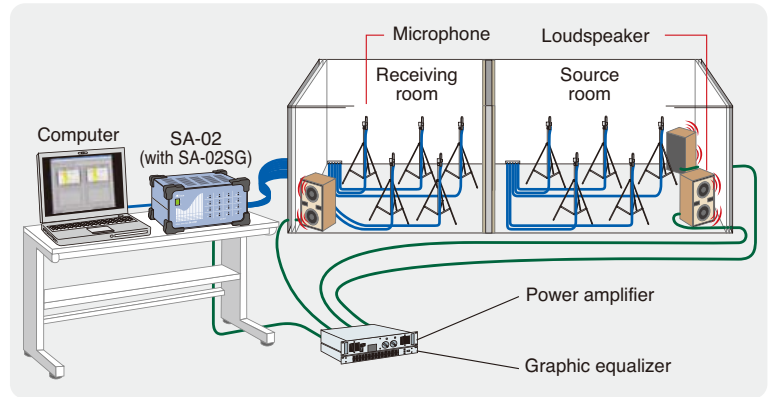 Microphone
Loudspeaker
Receiving
room
Source
room
Computer
SA-02
(with SA-02SG)
Power amplifier
Graphic equalizer